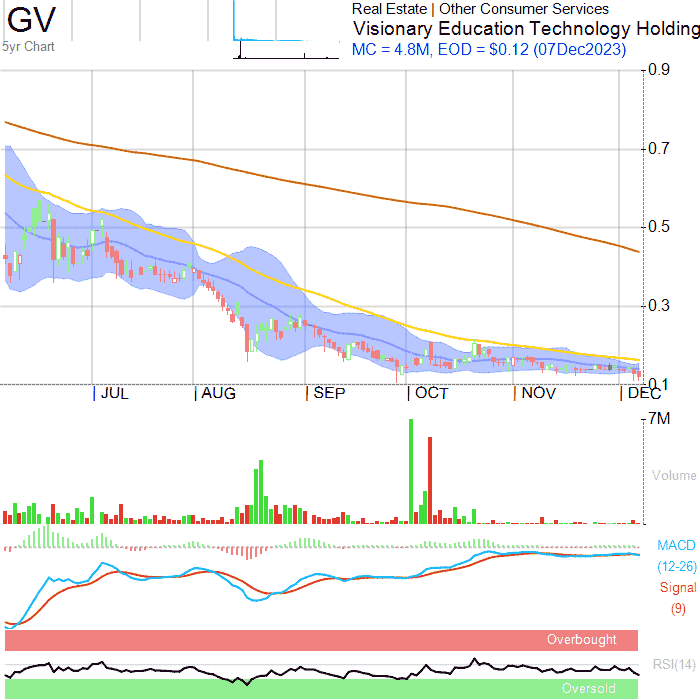 GV
5yr Chart
Real Estate | Other Consumer Services
Visionary Education Technology Holding
MC = 4.8M, EOD = $0.12 (07Dec2023)
0.9
0.7
0.5
0.3
0.1
JUL AUG SEP OCT NOV DEC
7M
Volume
MACD
(12-26)
Signal
(9)
Overbought
RSI(14)
Oversold